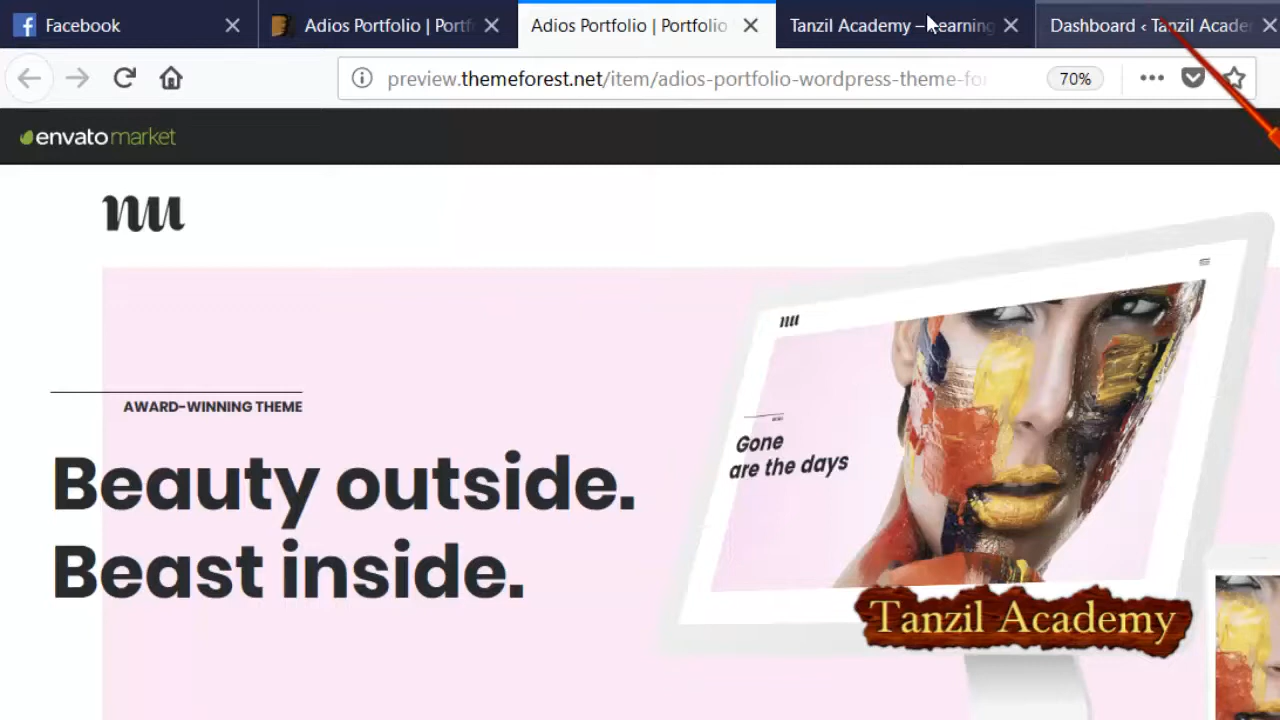 Facebook
Adios Portfolio | Portf
Adios Portfolio | Portfolio
Tanzil Academy – Learning
Dashboard ‹ Tanzil Acade
preview.themeforest.net/item/adios-portfolio-wordpress-theme-fo
70%
envato market
nu
nu
AWARD-WINNING THEME
Gone
are the days
Beauty outside.
Beast inside.
Tanzil Academy